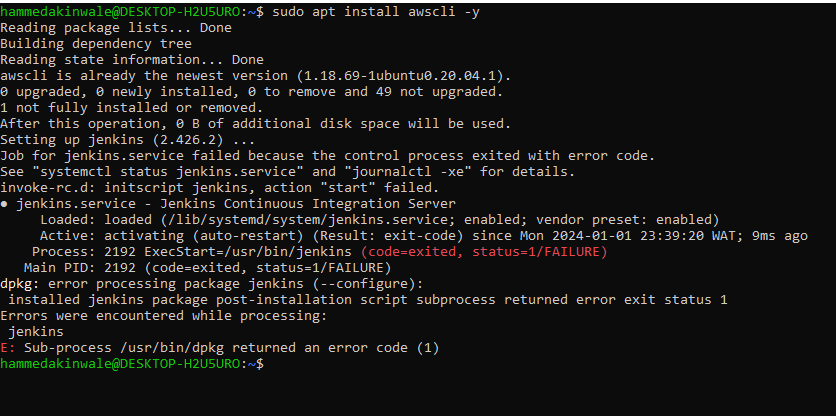 hammedakinwale@DESKTOP-H2U5URO:~$ sudo apt install awscli -y
Reading package lists... Done
Building dependency tree
Reading state information... Done
awscli is already the newest version (1.18.69-1ubuntu0.20.04.1).
0 upgraded, 0 newly installed, 0 to remove and 49 not upgraded.
1 not fully installed or removed.
After this operation, 0 B of additional disk space will be used.
Setting up jenkins (2.426.2) ...
Job for jenkins.service failed because the control process exited with error code.
See "systemctl status jenkins.service" and "journalctl -xe" for details.
invoke-rc.d: initscript jenkins, action "start" failed.
● jenkins.service - Jenkins Continuous Integration Server
     Loaded: loaded (/lib/systemd/system/jenkins.service; enabled; vendor preset: enabled)
     Active: activating (auto-restart) (Result: exit-code) since Mon 2024-01-01 23:39:20 WAT; 9ms ago
    Process: 2192 ExecStart=/usr/bin/jenkins (code=exited, status=1/FAILURE)
   Main PID: 2192 (code=exited, status=1/FAILURE)
dpkg: error processing package jenkins (--configure):
 installed jenkins package post-installation script subprocess returned error exit status 1
Errors were encountered while processing:
 jenkins
E: Sub-process /usr/bin/dpkg returned an error code (1)
hammedakinwale@DESKTOP-H2U5URO:~$